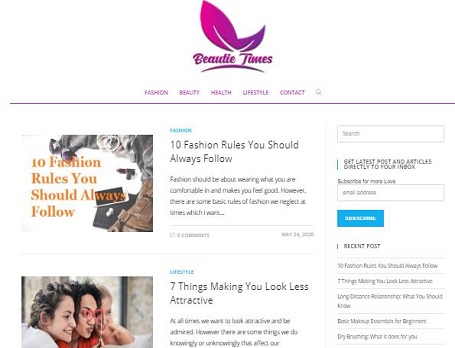 Beautie Times
FASHION BEAUTY HEALTH LIFESTYLE CONTACT
10 Fashion
Rules You
Should Always
Follow
FASHION
10 Fashion Rules You Should
Always Follow
Fashion should be about wearing what you are
comfortable in and makes you feel good. However,
there are some basic rules of fashion we neglect at
times which i want...
0 COMMENTS
MAY 24, 2020
LIFESTYLE
7 Things Making You Look Less
Attractive
At all times we want to look attractive and
be admired. However there are some things we do
knowingly or unknowingly that affect our
Search
GET LATEST POST AND ARTICLES
DIRECTLY TO YOUR INBOX
Subscribe for more Love
email address
SUBSCRIBE
RECENT POST
10 Fashion Rules You Should Always Follow
7 Things Making You Look Less Attractive
Long Distance Relationship: What You Should
Know
Basic Makeup Essentials for Beginners
Dry Brushing: What it does for you